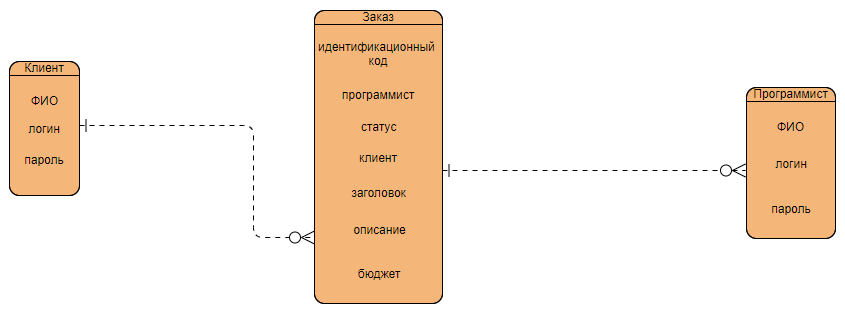 Клиент
ФИО
логин
пароль
Заказ
идентификационный
код
программист
статус
клиент
заголовок
описание
бюджет
Программист
ФИО
логин
пароль